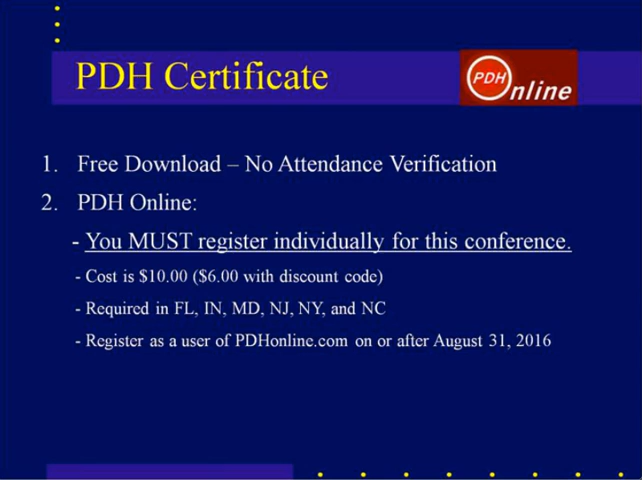 PDH Certificate
PDH
Online
1. Free Download – No Attendance Verification
2. PDH Online:
- You MUST register individually for this conference.
- Cost is $10.00 ($6.00 with discount code)
- Required in FL, IN, MD, NJ, NY, and NC
- Register as a user of PDHonline.com on or after August 31, 2016